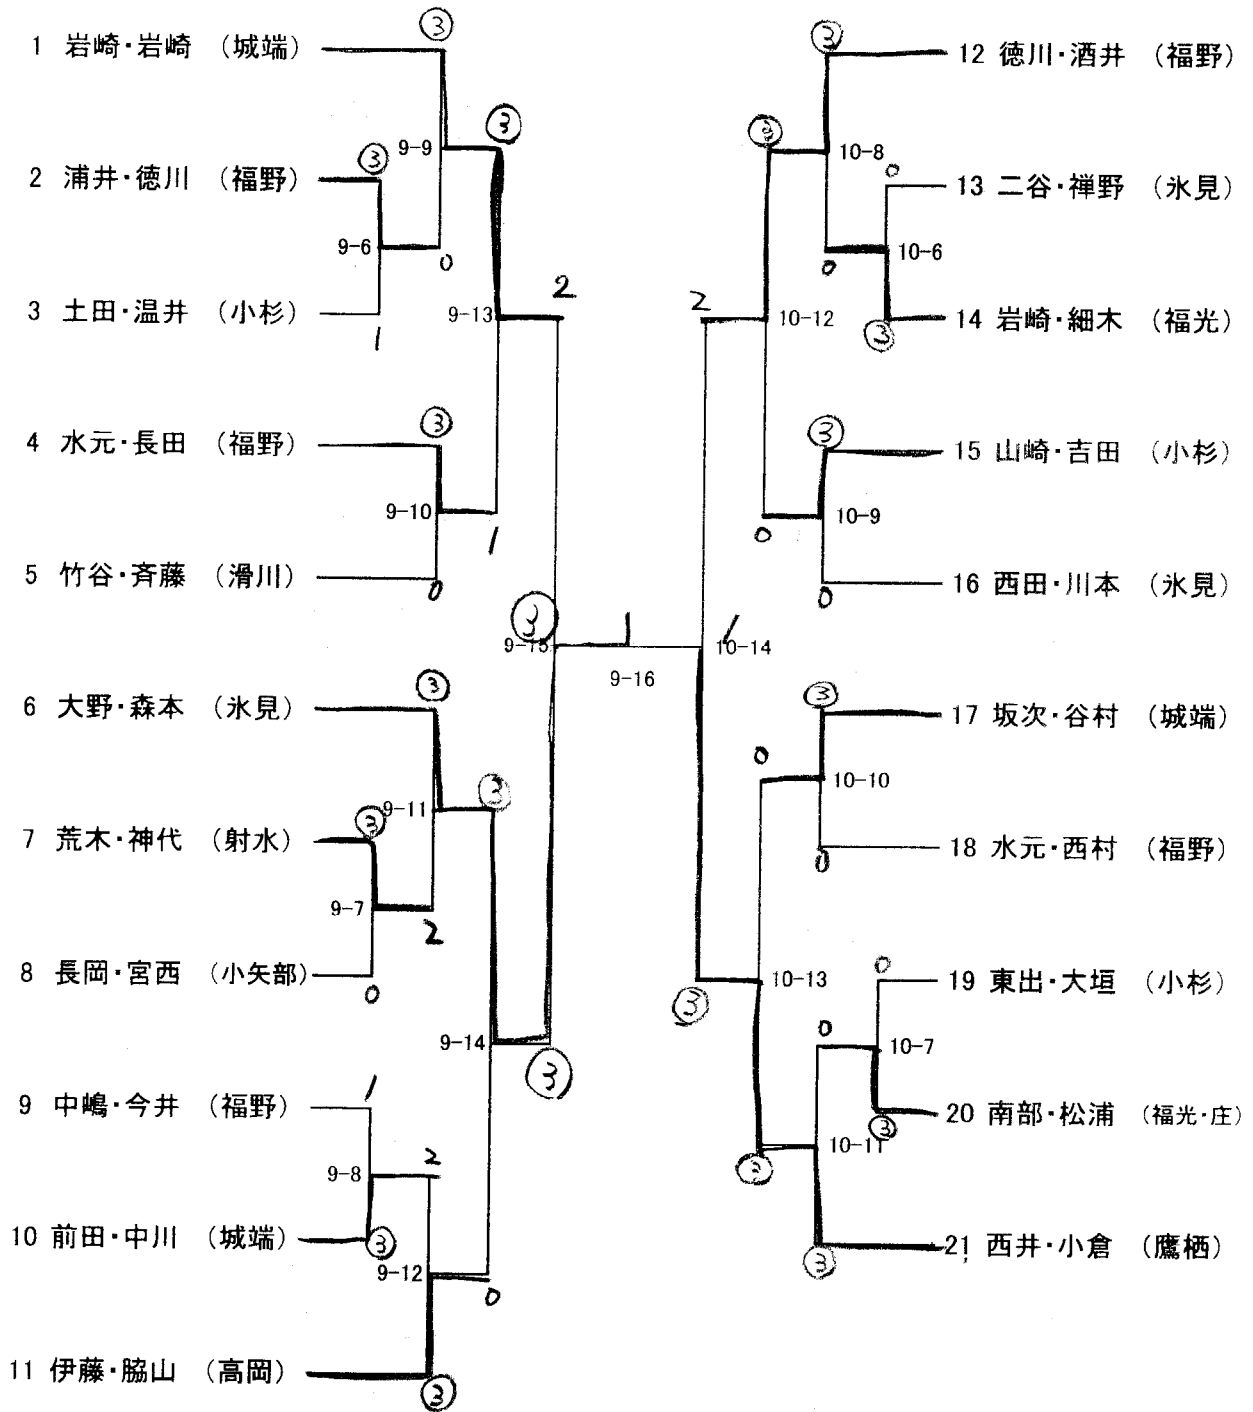 1 岩崎・岩崎 （城端）
2 浦井・徳川 （福野）
3 土田・温井 （小杉）
4 水元・長田 （福野）
5 竹谷・斉藤 （滑川）
6 大野・森本 （氷見）
7 荒木・神代 （射水）
8 長岡・宮西 （小矢部）
9 中嶋・今井 （福野）
10 前田・中川 （城端）
11 伊藤・脇山 （高岡）
③
9-9
③
③
9-6
0
1
9-13
2
③
9-10
1
0
③
9-15
③
9-11
③
③
9-7
2
0
9-14
③
1
9-8
2
③
9-12
0
③
9-16
12 徳川・酒井 （福野）
13 二谷・禅野 （氷見）
14 岩崎・細木 （福光）
15 山崎・吉田 （小杉）
16 西田・川本 （氷見）
17 坂次・谷村 （城端）
18 水元・西村 （福野）
19 東出・大垣 （小杉）
20 南部・松浦 （福光・庄）
21 西井・小倉 （鷹栖）
③
③
10-8
0
10-6
0
③
2
10-12
③
10-9
0
0
1
10-14
③
0
10-10
0
10-13
③
0
0
10-7
③
10-11
③
③